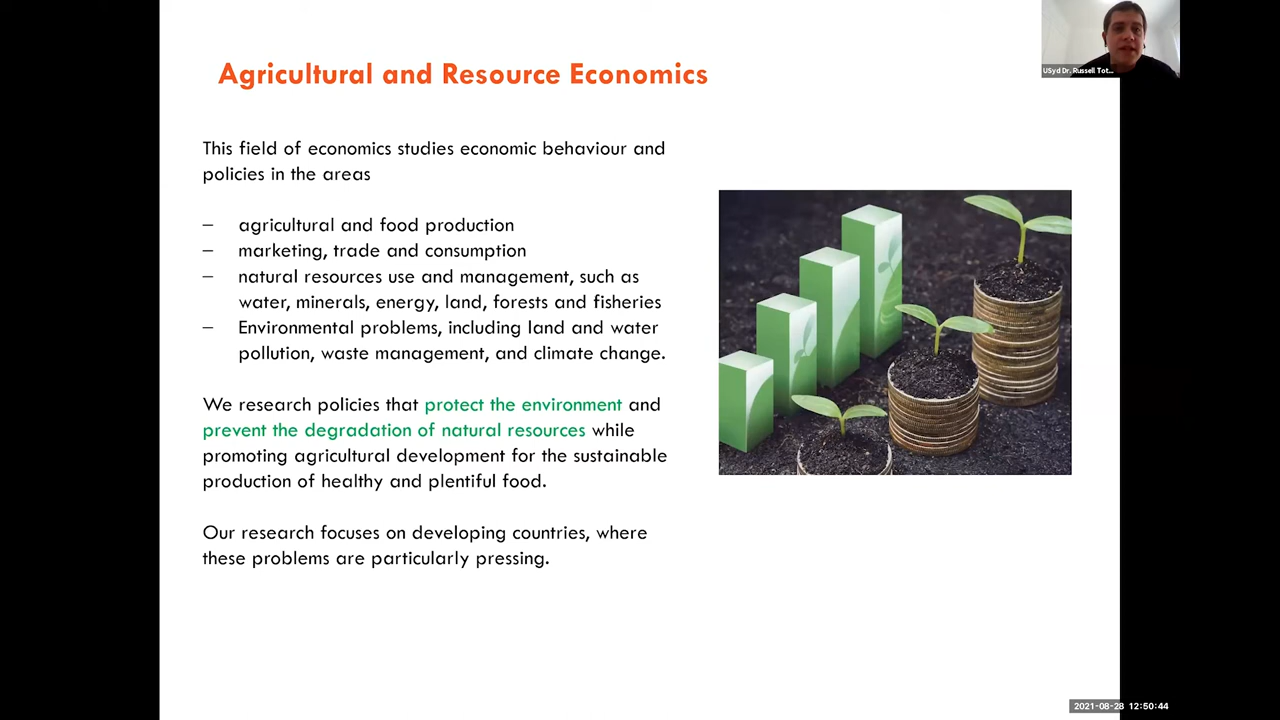 Agricultural and Resource Economics
USyd Dr. Russell Tot...
This field of economics studies economic behaviour and
policies in the areas
– agricultural and food production
– marketing, trade and consumption
– natural resources use and management, such as
water, minerals, energy, land, forests and fisheries
– Environmental problems, including land and water
pollution, waste management, and climate change.
We research policies that protect the environment and
prevent the degradation of natural resources while
promoting agricultural development for the sustainable
production of healthy and plentiful food.
Our research focuses on developing countries, where
these problems are particularly pressing.
2021-08-28 12:50:44